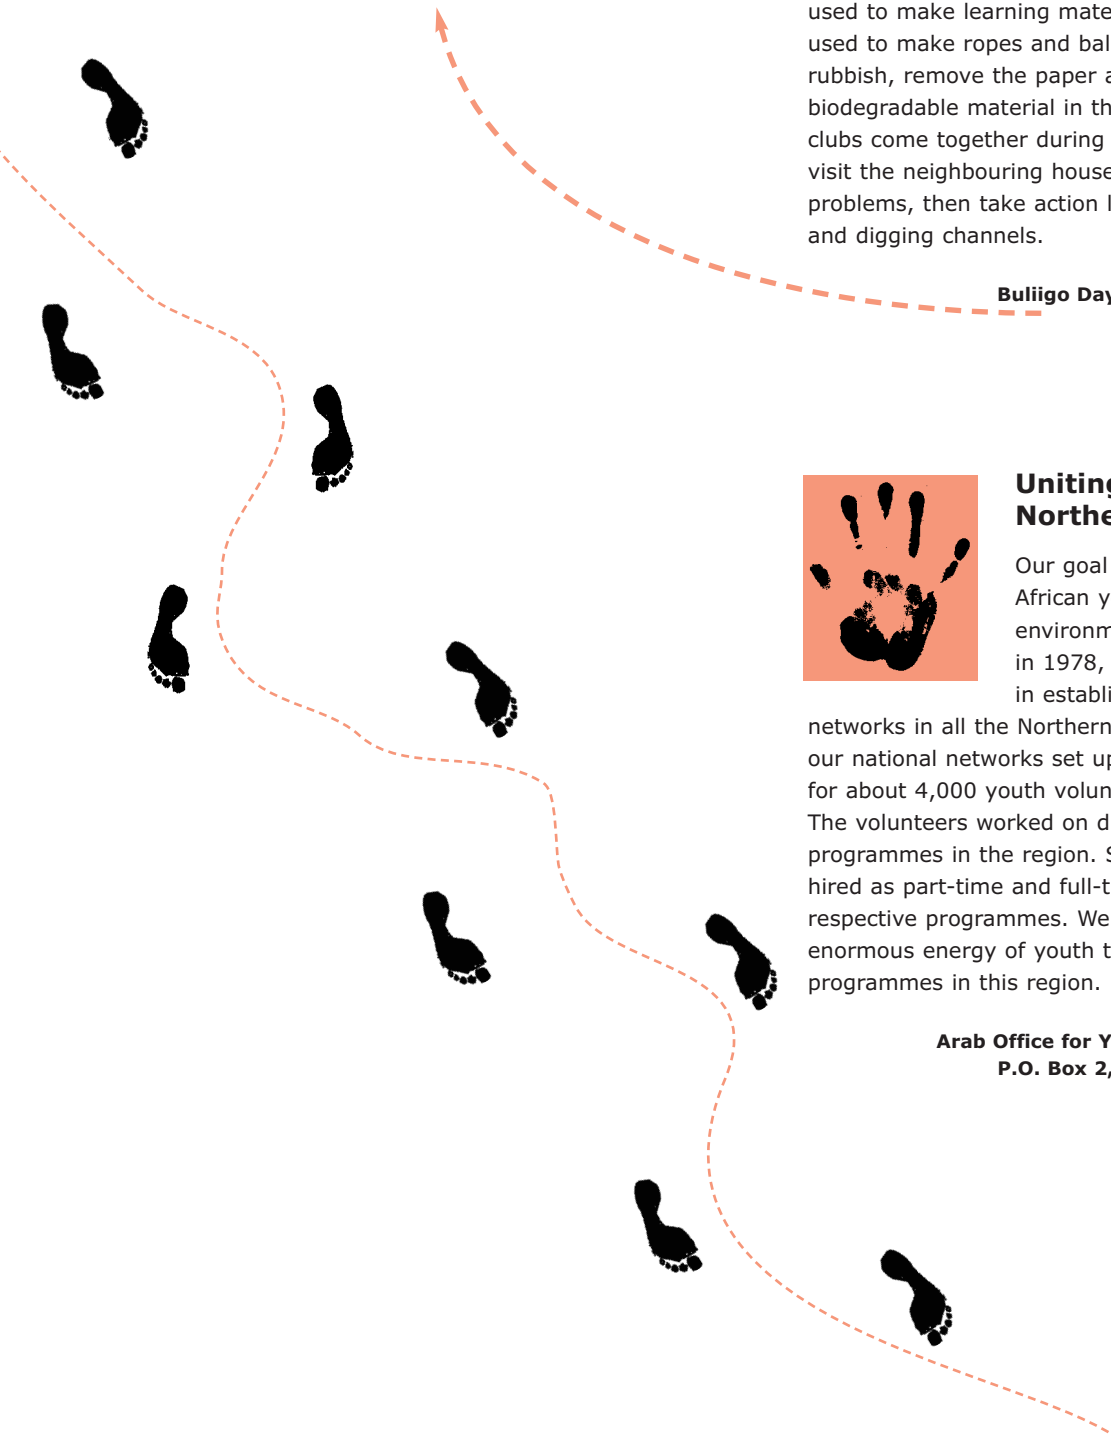 used to make learning mate
used to make ropes and bal
rubbish, remove the paper a
biodegradable material in th
clubs come together during
visit the neighbouring house
problems, then take action l
and digging channels.
Buliigo Day
Uniting
Northe
Our goal
African y
environm
in 1978,
in establi
networks in all the Northern
our national networks set up
for about 4,000 youth volun
The volunteers worked on d
programmes in the region. S
hired as part-time and full-t
respective programmes. We
enormous energy of youth t
programmes in this region.
Arab Office for Y
P.O. Box 2,